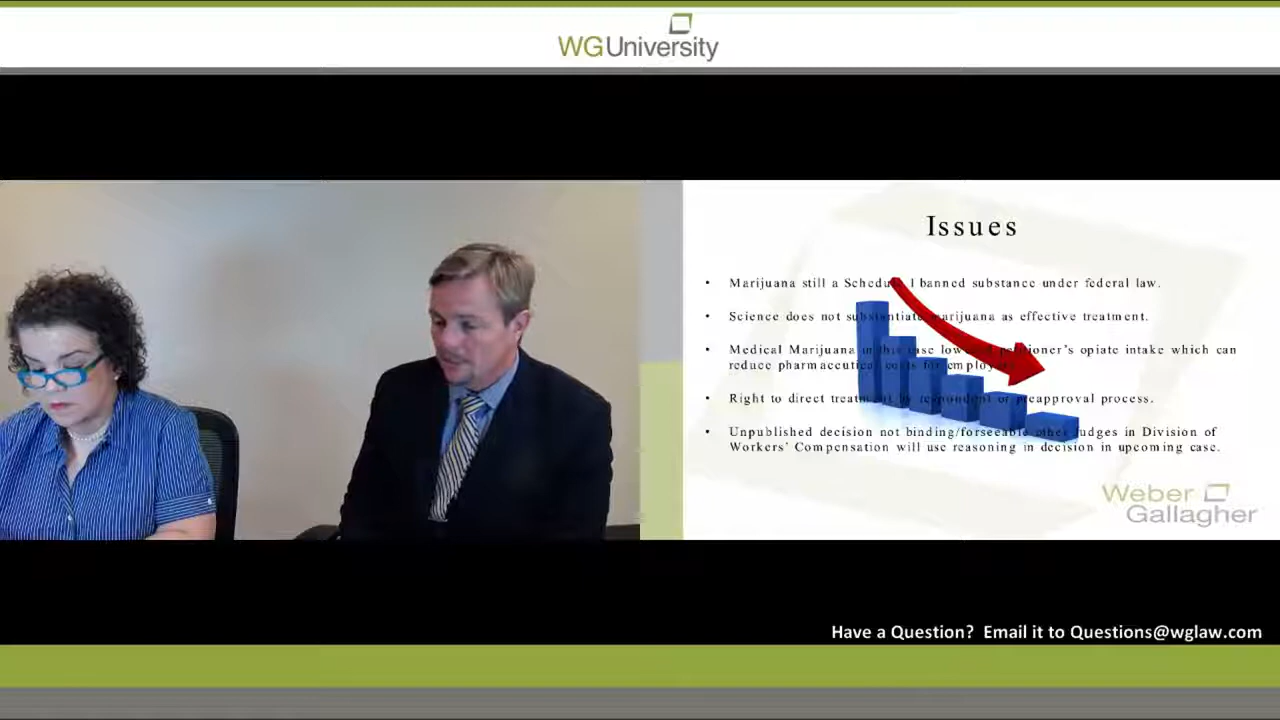 WGUniversity
Issues
• Marijuana still a Schedule I banned substance under federal law.
• Science does not substantiate marijuana as effective treatment.
• Medical Marijuana in this case lowered petitioner's opiate intake which can
reduce pharmaceutical costs for employer.
• Right to direct treatment by respondent or preapproval process.
• Unpublished decision not binding/forseeable other judges in Division of
Workers' Compensation will use reasoning in decision in upcoming case.
Weber
Gallagher
Have a Question? Email it to Questions@wglaw.com